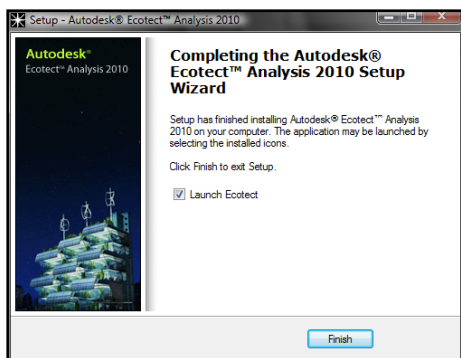 Setup - Autodesk® Ecotect™ Analysis 2010
Autodesk®
Ecotect™ Analysis 2010
Completing the Autodesk®
Ecotect™ Analysis 2010 Setup
Wizard
Setup has finished installing Autodesk® Ecotect™ Analysis
2010 on your computer. The application may be launched by
selecting the installed icons.
Click Finish to exit Setup.
Launch Ecotect
Finish